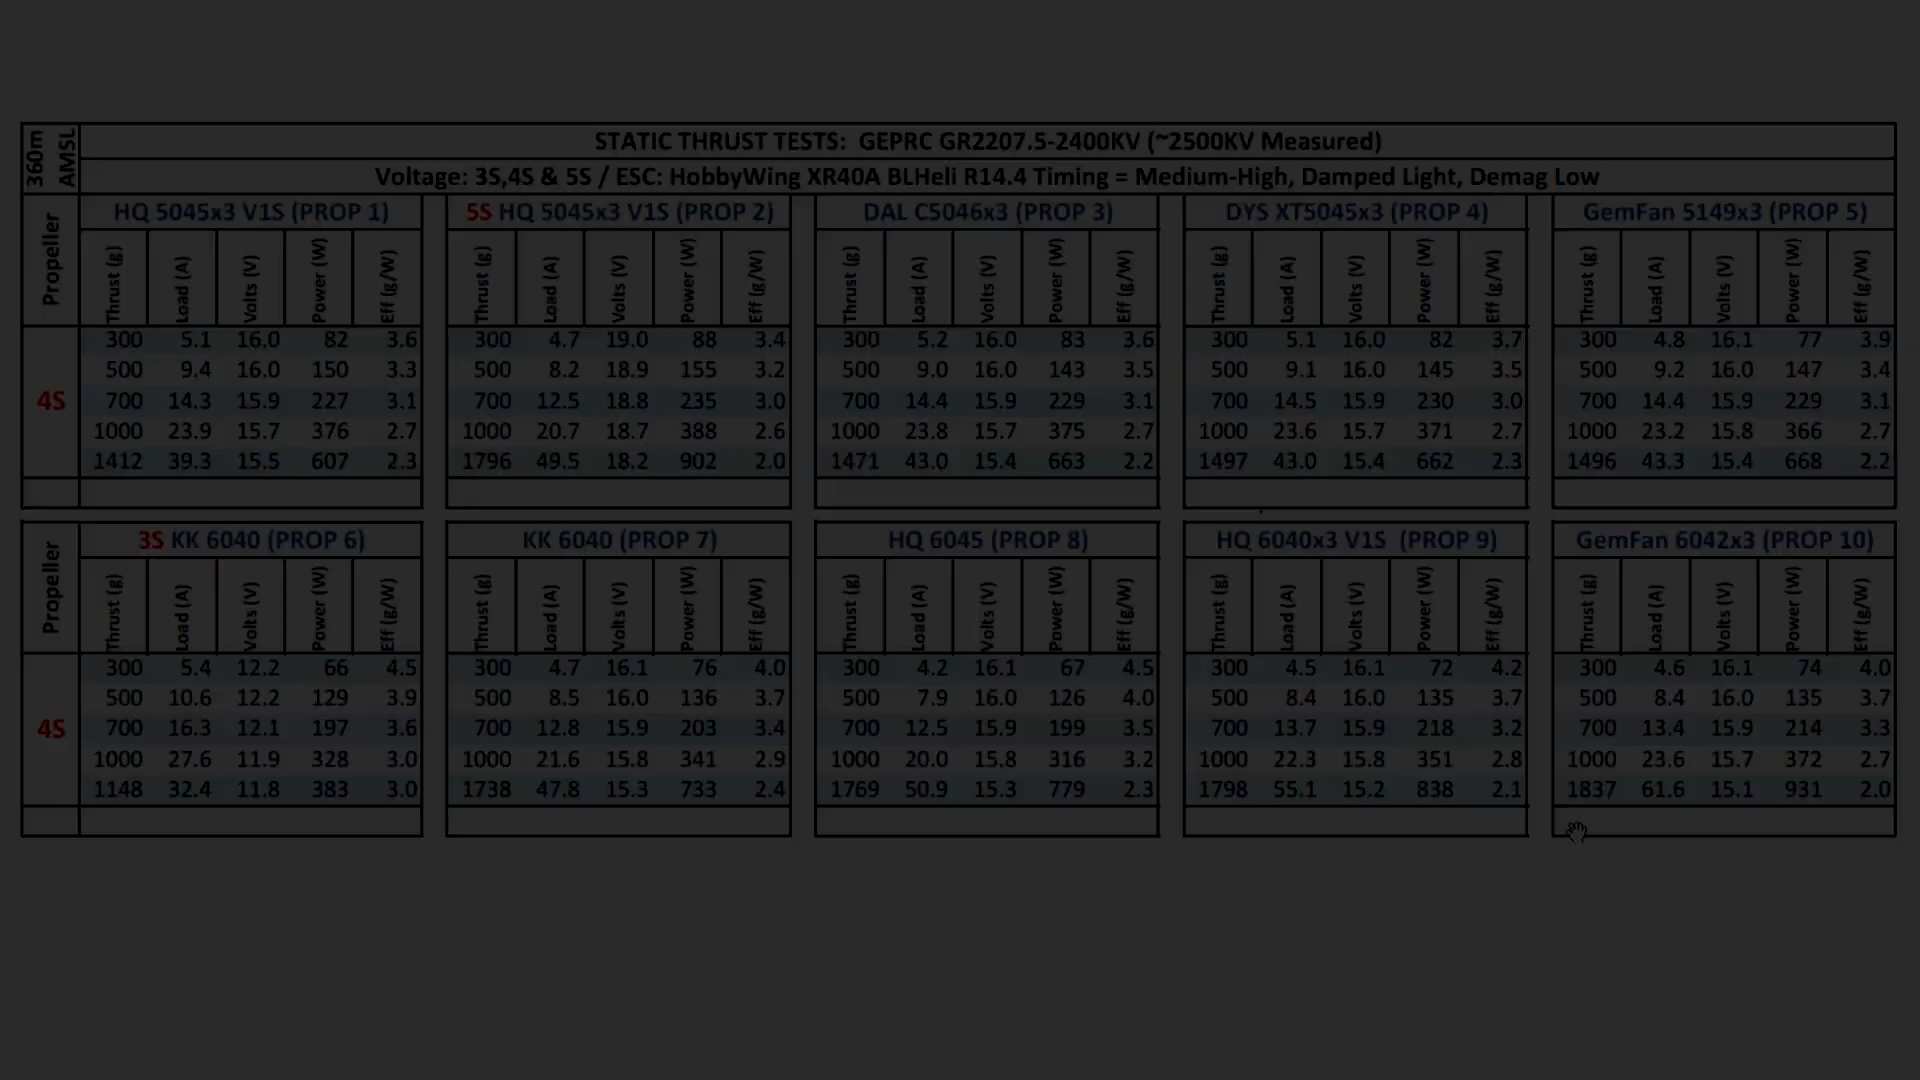 360m AMSL
STATIC THRUST TESTS: GEPRC GR2207.5-2400KV (~2500KV Measured)
Voltage: 3S,4S & 5S / ESC: HobbyWing XR40A BLHeli R14.4 Timing = Medium-High, Damped Light, Demag Low
Propeller
HQ 5045x3 V1S (PROP 1) 5S HQ 5045x3 V1S (PROP 2) DAL C5046x3 (PROP 3) DYS XT5045x3 (PROP 4) GemFan 5149x3 (PROP 5)
Thrust (g) Load (A) Volts (V) Power (W) Eff (g/W) Thrust (g) Load (A) Volts (V) Power (W) Eff (g/W) Thrust (g) Load (A) Volts (V) Power (W) Eff (g/W) Thrust (g) Load (A) Volts (V) Power (W) Eff (g/W) Thrust (g) Load (A) Volts (V) Power (W) Eff (g/W)
300 5.1 16.0 82 3.6 300 4.7 19.0 88 3.4 300 5.2 16.0 83 3.6 300 5.1 16.0 82 3.7 300 4.8 16.1 77 3.9
500 9.4 16.0 150 3.3 500 8.2 18.9 155 3.2 500 9.0 16.0 143 3.5 500 9.1 16.0 145 3.5 500 9.2 16.0 147 3.4
4S 700 14.3 15.9 227 3.1 700 12.5 18.8 235 3.0 700 14.4 15.9 229 3.1 700 14.5 15.9 230 3.0 700 14.4 15.9 229 3.1
1000 23.9 15.7 376 2.7 1000 20.7 18.7 388 2.6 1000 23.8 15.7 375 2.7 1000 23.6 15.7 371 2.7 1000 23.2 15.8 366 2.7
1412 39.3 15.5 607 2.3 1796 49.5 18.2 902 2.0 1471 43.0 15.4 663 2.2 1497 43.0 15.4 662 2.3 1496 43.3 15.4 668 2.2
Propeller
3S KK 6040 (PROP 6) KK 6040 (PROP 7) HQ 6045 (PROP 8) HQ 6040x3 V1S (PROP 9) GemFan 6042x3 (PROP 10)
Thrust (g) Load (A) Volts (V) Power (W) Eff (g/W) Thrust (g) Load (A) Volts (V) Power (W) Eff (g/W) Thrust (g) Load (A) Volts (V) Power (W) Eff (g/W) Thrust (g) Load (A) Volts (V) Power (W) Eff (g/W) Thrust (g) Load (A) Volts (V) Power (W) Eff (g/W)
300 5.4 12.2 66 4.5 300 4.7 16.1 76 4.0 300 4.2 16.1 67 4.5 300 4.5 16.1 72 4.2 300 4.6 16.1 74 4.0
500 10.6 12.2 129 3.9 500 8.5 16.0 136 3.7 500 7.9 16.0 126 4.0 500 8.4 16.0 135 3.7 500 8.4 16.0 135 3.7
4S 700 16.3 12.1 197 3.6 700 12.8 15.9 203 3.4 700 12.5 15.9 199 3.5 700 13.7 15.9 218 3.2 700 13.4 15.9 214 3.3
1000 27.6 11.9 328 3.0 1000 21.6 15.8 341 2.9 1000 20.0 15.8 316 3.2 1000 22.3 15.8 351 2.8 1000 23.6 15.7 372 2.7
1148 32.4 11.8 383 3.0 1738 47.8 15.3 733 2.4 1769 50.9 15.3 779 2.3 1798 55.1 15.2 838 2.1 1837 61.6 15.1 931 2.0